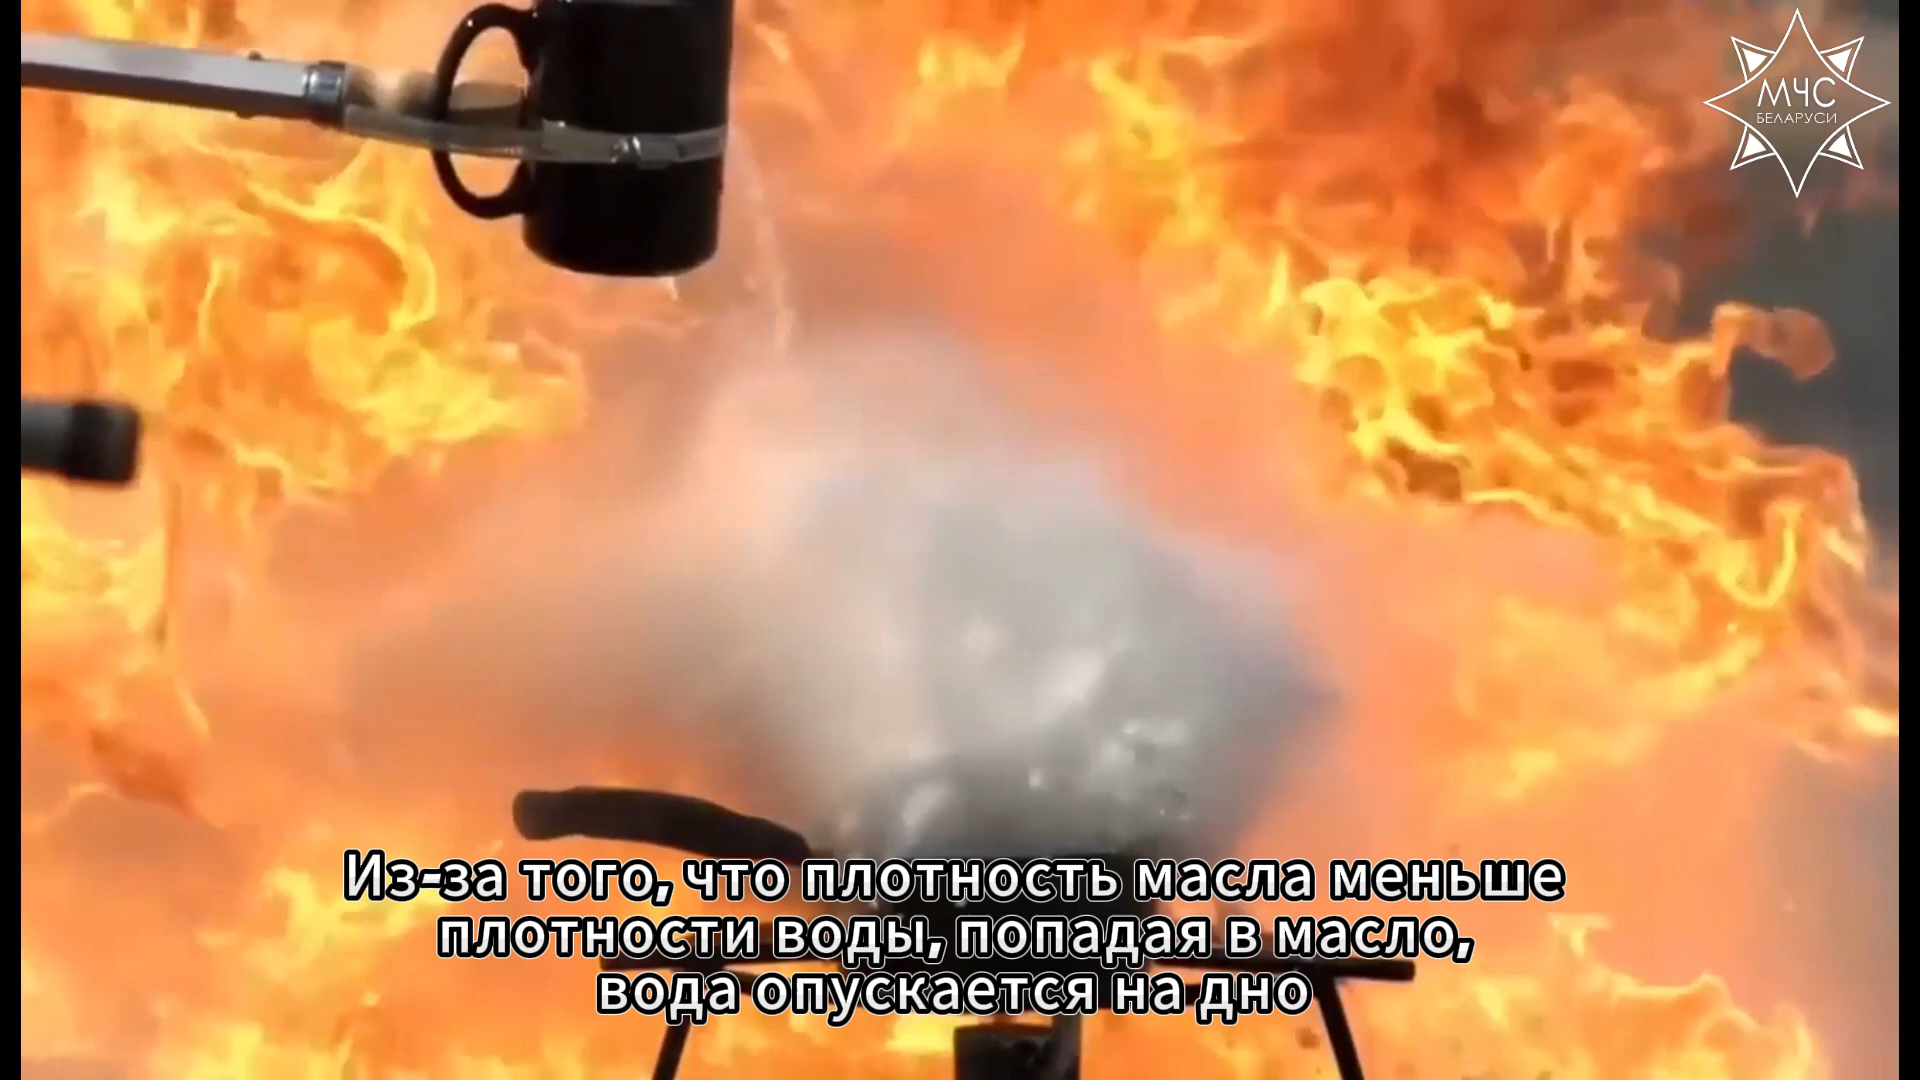 МЧС
БЕЛАРУСИ
Из-за того, что плотность масла меньше
плотности воды, попадая в масло,
вода опускается на дно